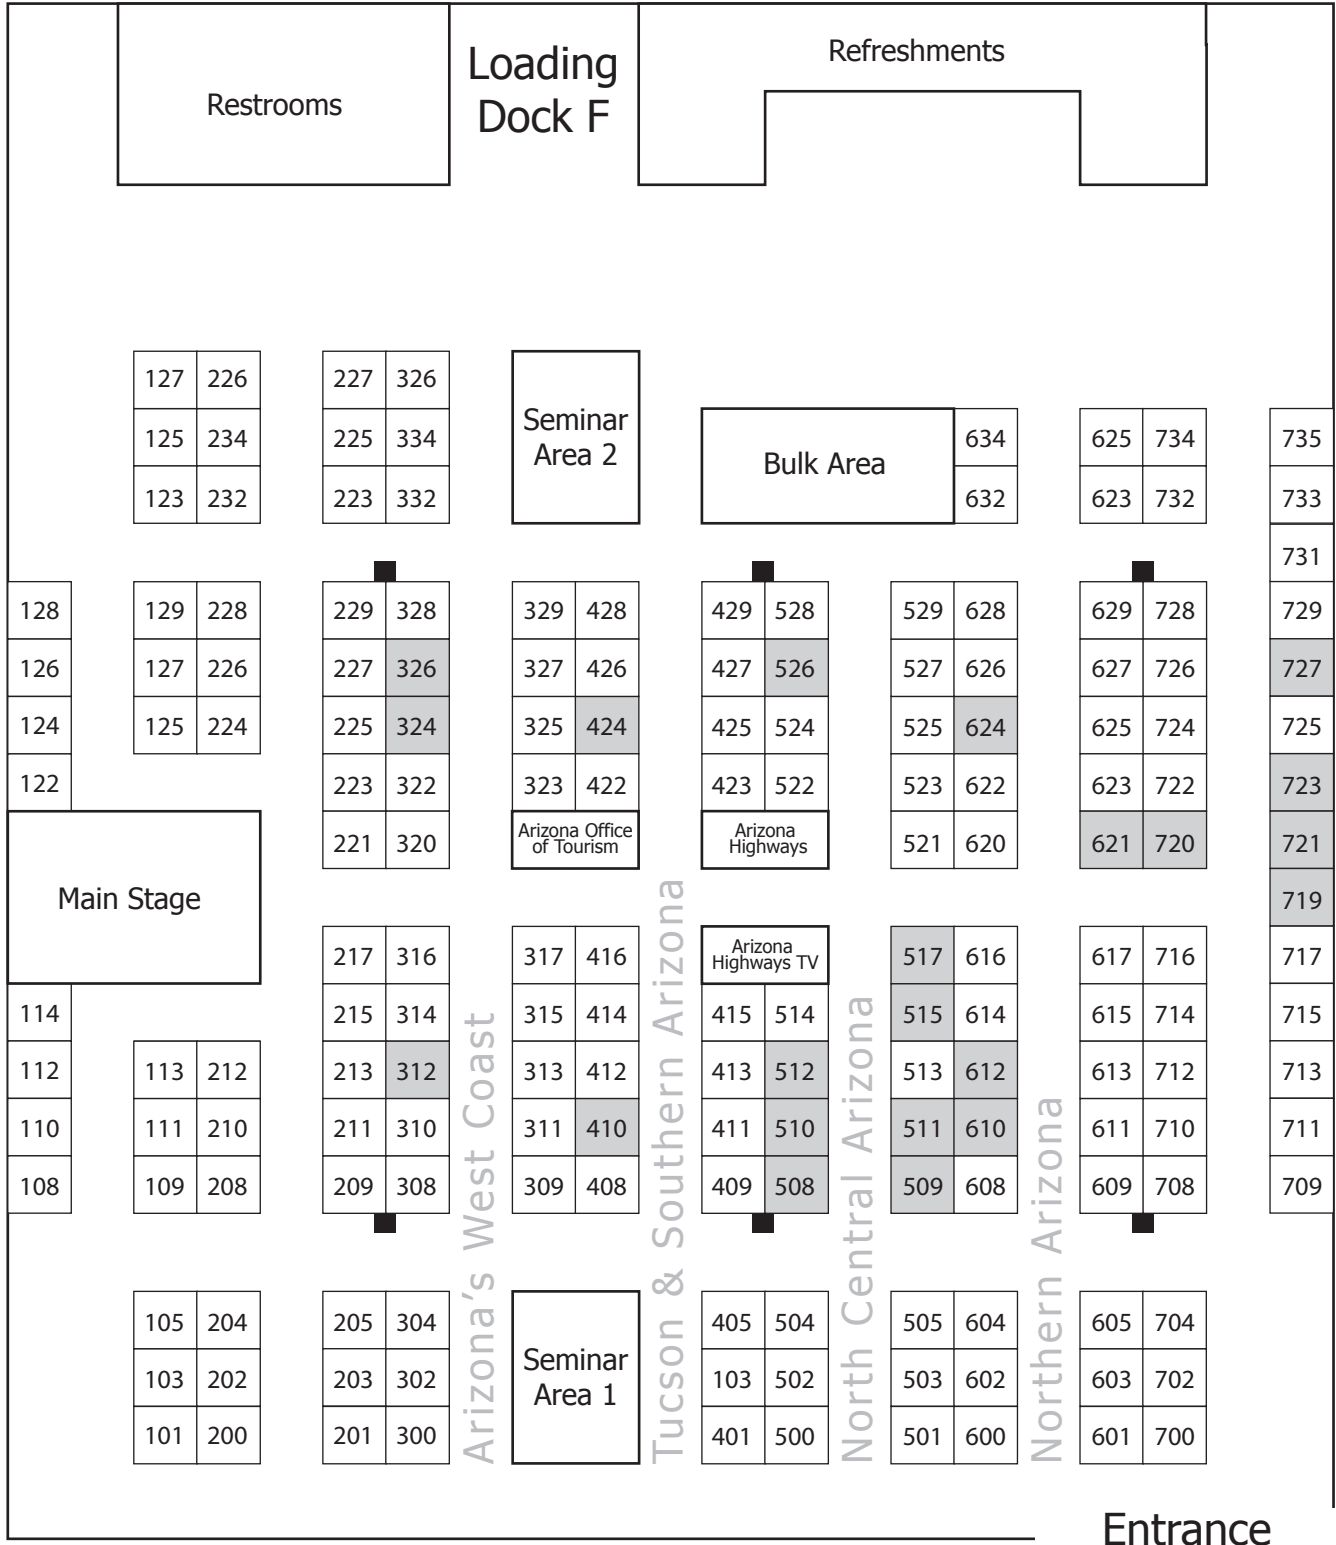 Loading
Dock F
Restrooms
Refreshments
127 226 227 326
Seminar
Area 2
125 234 225 334
Bulk Area
634 625 734 735
123 232 223 332 632 623 732 733
731
128 129 228 229 328 329 428 429 528 529 628 629 728 729
126 127 226 227 326 327 426 427 526 527 626 627 726 727
124 125 224 225 324 325 424 425 524 525 624 625 724 725
122 223 322 323 422 423 522 523 622 623 722 723
221 320
Arizona Office
of Tourism
Arizona
Highways
521 620 621 720 721
Main Stage
719
217 316 317 416
Arizona
Highways TV
517 616 617 716 717
114 215 314 315 414 415 514 515 614 615 714 715
112 113 212 213 312 313 412 413 512 513 612 613 712 713
110 111 210 211 310 311 410 411 510 511 610 611 710 711
108 109 208 209 308 309 408 409 508 509 608 609 708 709
Arizona's West Coast
Tucson & Southern Arizona
North Central Arizona
Northern Arizona
105 204 205 304
Seminar
Area 1
405 504 505 604 605 704
103 202 203 302 103 502 503 602 603 702
101 200 201 300 401 500 501 600 601 700
Entrance